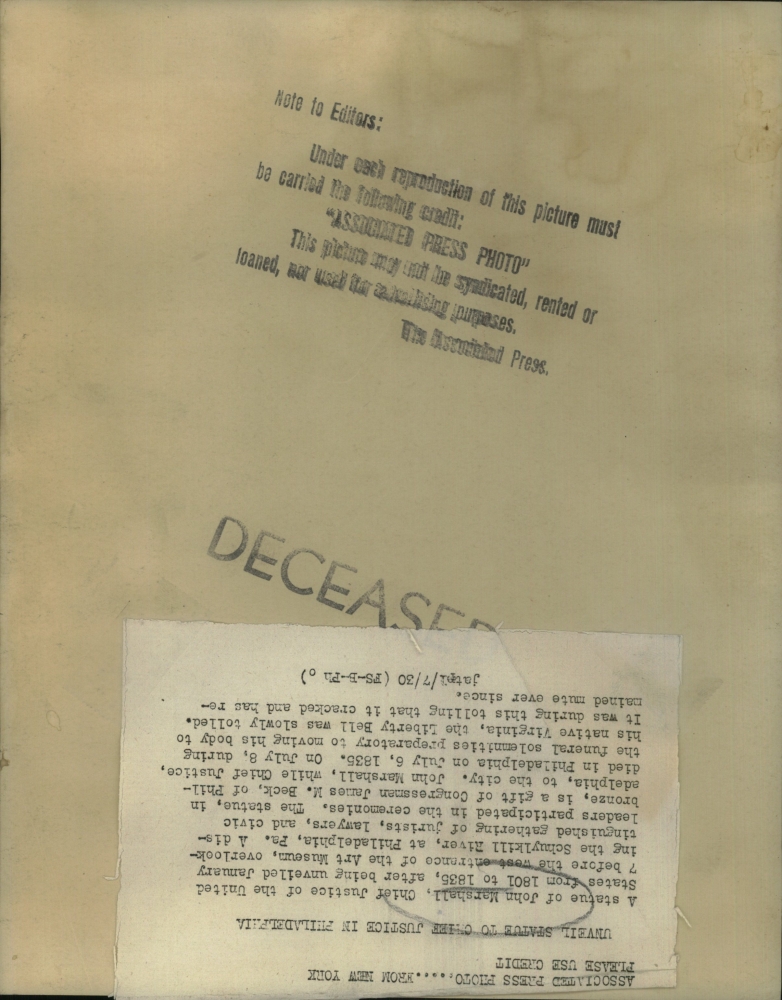 Note to Editors:
Under each reproduction of this picture must
be carried the following credit:
"ASSOCIATED PRESS PHOTO"
This picture may not be syndicated, rented or
loaned, nor used for advertising purposes.
The Associated Press.
DECEASED
ASSOCIATED PRESS PHOTO......FROM NEW YORK
PLEASE USE CREDIT
UNVEIL STATUE TO CHIEF JUSTICE IN PHILADELPHIA
A statue of John Marshall, Chief Justice of the United
States from 1801 to 1835, after being unveiled January
7 before the west entrance of the Art Museum, overlook-
ing the Schuylkill River, at Philadelphia, Pa. A dis-
tinguished gathering of jurists, lawyers, and civic
leaders participated in the ceremonies. The statue, in
bronze, is a gift of Congressman James M. Beck, of Phil-
adelphia, to the city. John Marshall, while Chief Justice,
died in Philadelphia on July 6, 1835. On July 8, during
the funeral solemnities preparatory to moving his body to
his native Virginia, the Liberty Bell was slowly tolled.
It was during this tolling that it cracked and has re-
mained mute ever since.